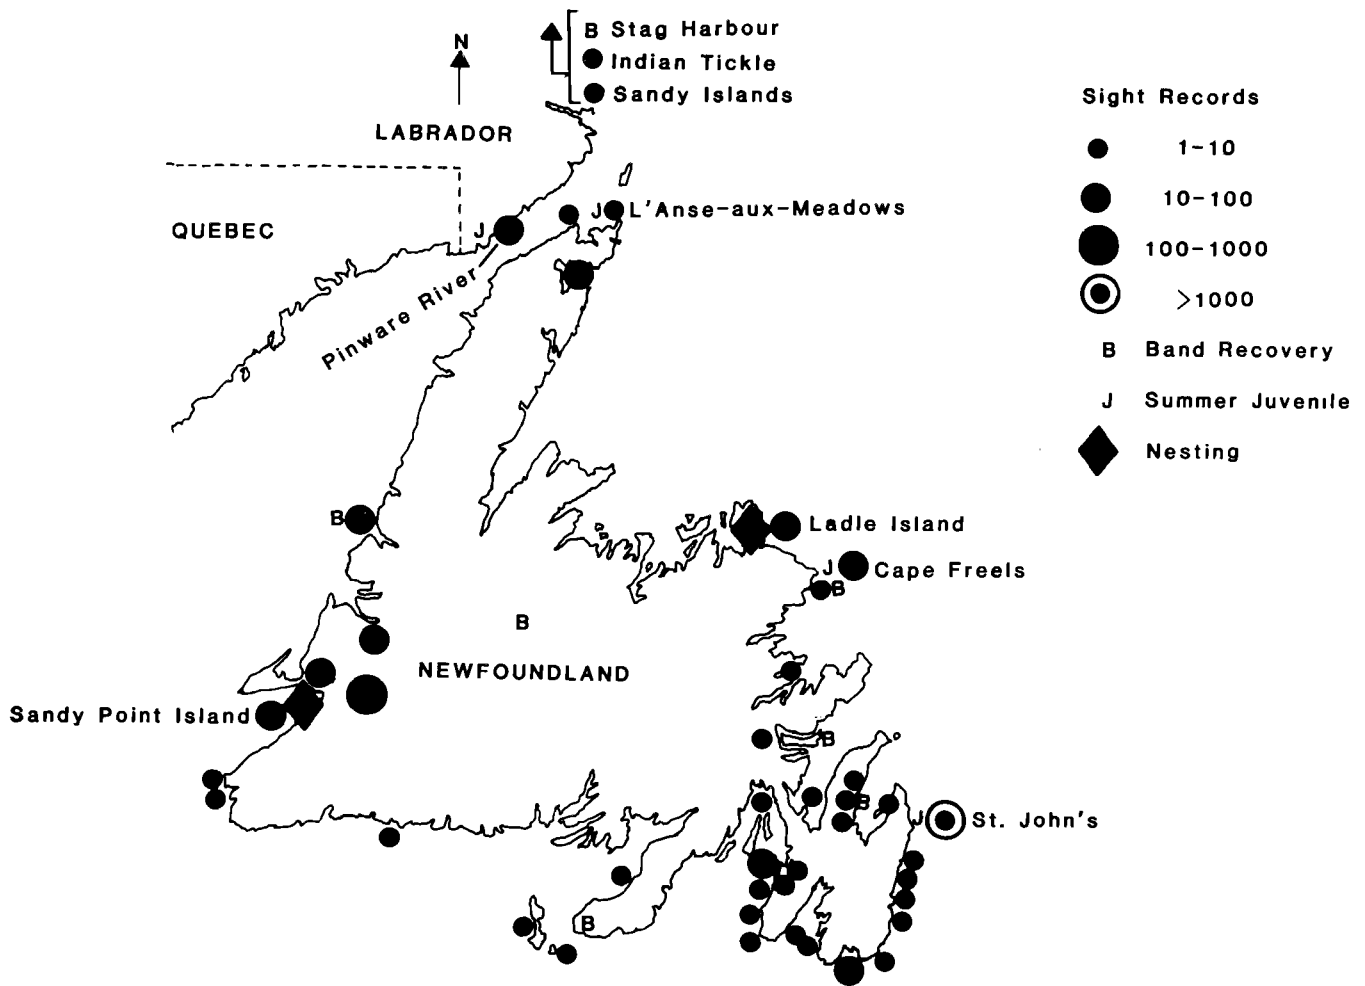 B Stag Harbour
Indian Tickle
Sandy Islands
N
LABRADOR
QUEBEC
J
J L'Anse-aux-Meadows
Pinware River
Sight Records
1-10
10-100
100-1000
>1000
B Band Recovery
J Summer Juvenile
Nesting
B
Ladle Island
J Cape Freels
B
B
NEWFOUNDLAND
Sandy Point Island
B
B
J St. John's
B